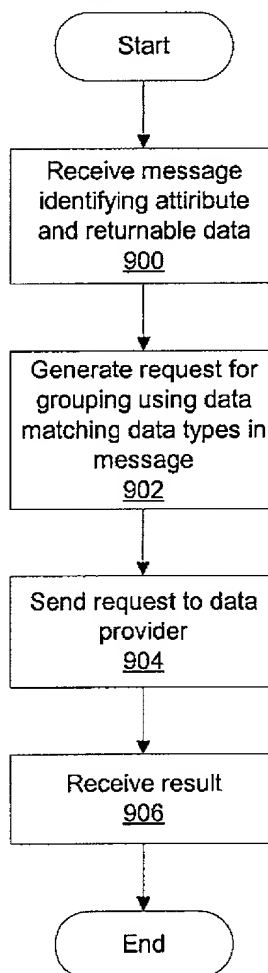 Start
Receive message
identifying attiribute
and returnable data
900
Generate request for
grouping using data
matching data types in
message
902
Send request to data
provider
904
Receive result
906
End